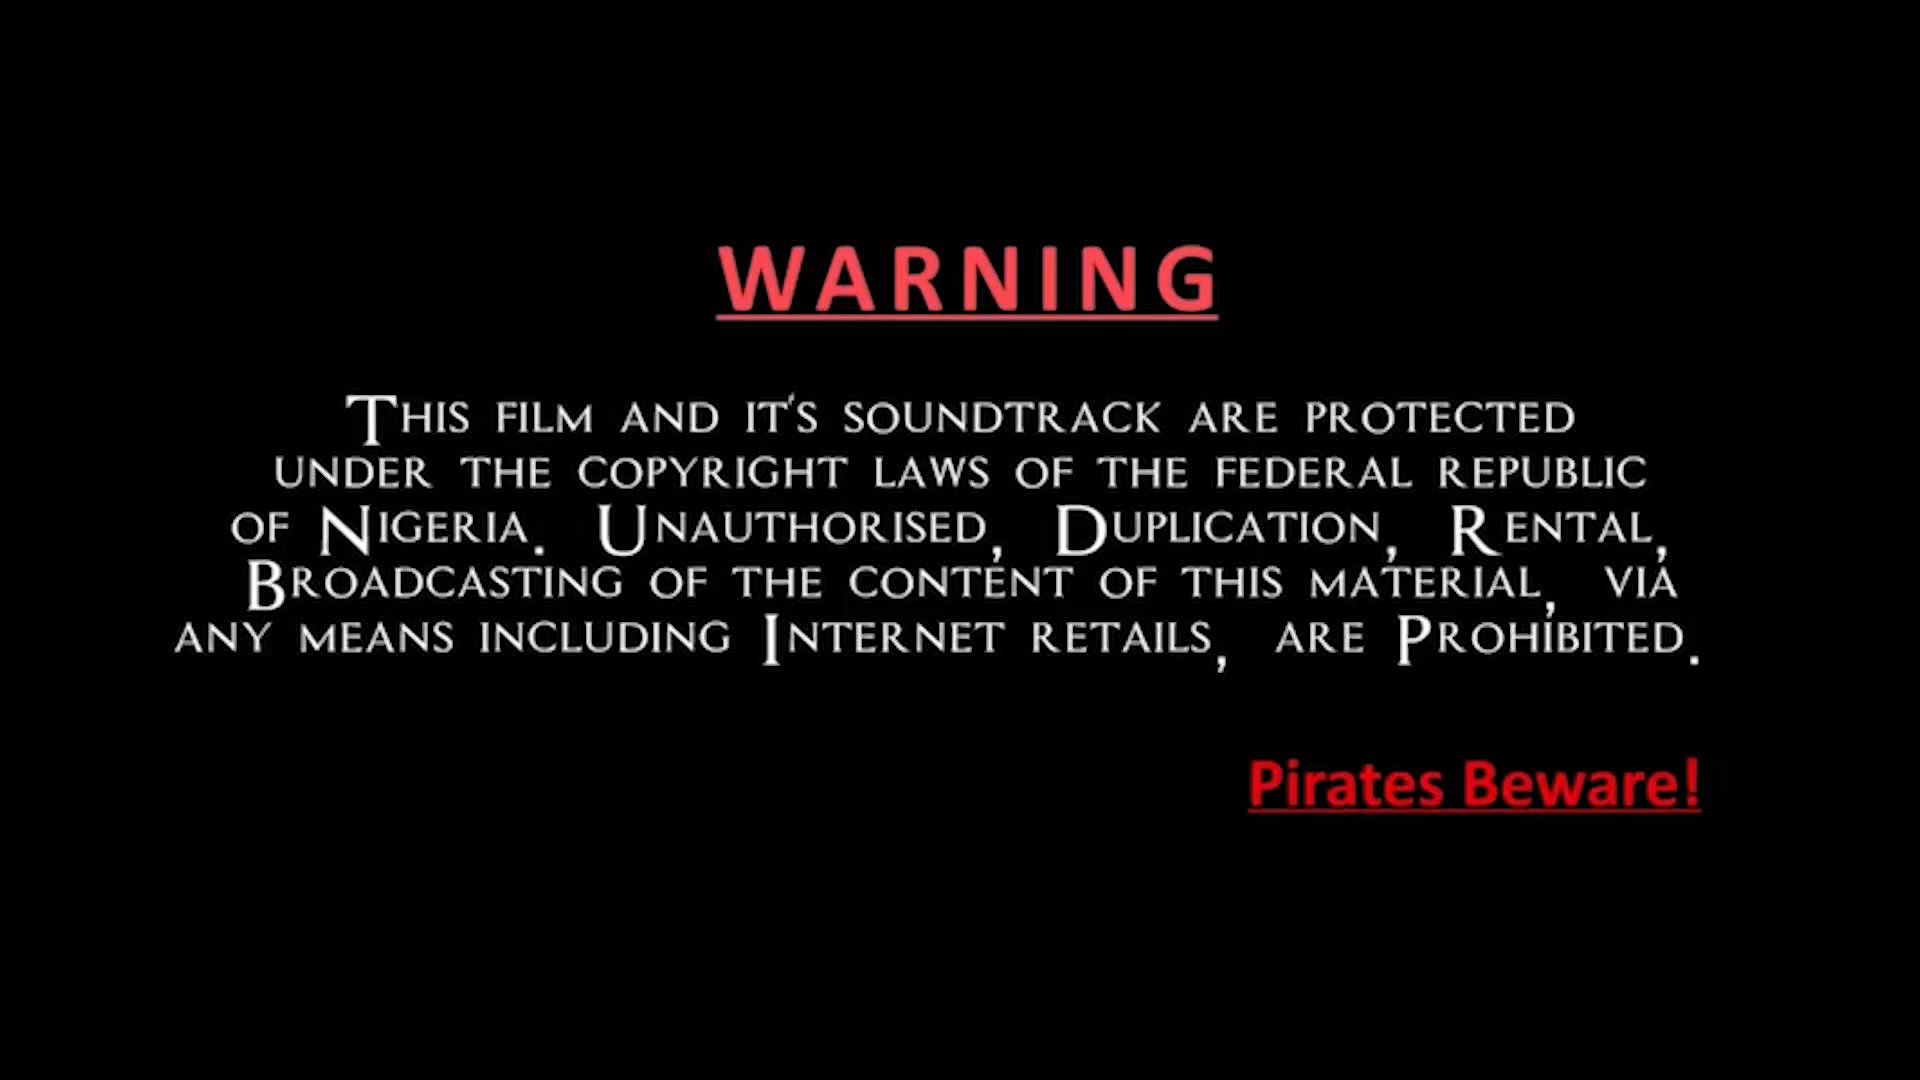 WARNING
This film and it's soundtrack are protected
under the copyright laws of the federal republic
of Nigeria. Unauthorised, Duplication, Rental,
Broadcasting of the content of this material, via
any means including Internet retails, are Prohibited.
Pirates Beware!